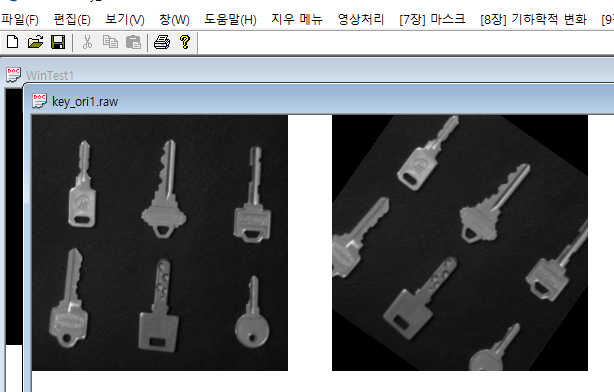 파일(F) 편집(E) 보기(V) 창(W) 도움말(H) 지우 메뉴 영상처리 [7장] 마스크 [8장] 기하학적 변화
WinTest1
key_ori1.raw